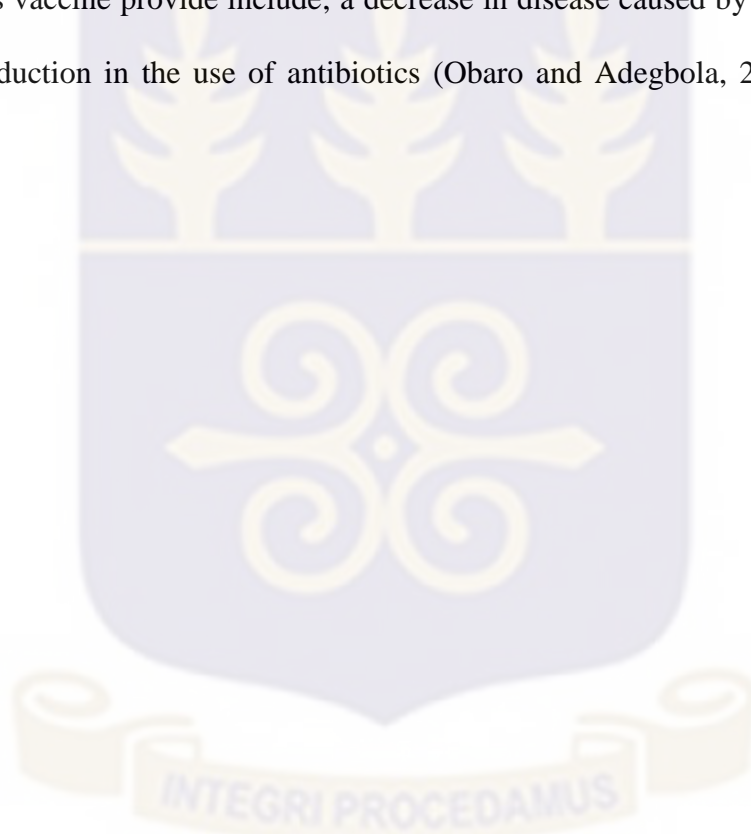 s vaccine provide include; a decrease in disease caused by
duction in the use of antibiotics (Obaro and Adegbola, 2
INTEGRI PROCEDAMUS